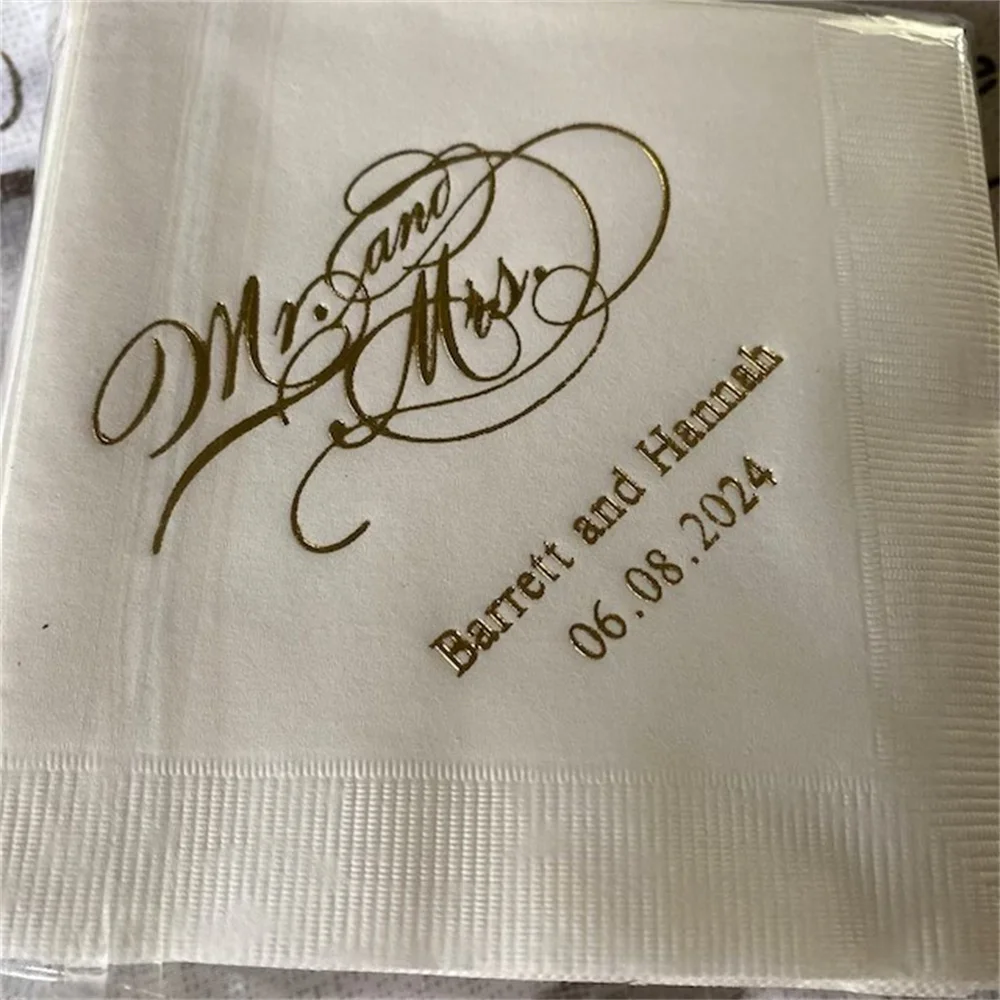 Mr. and Mrs.
Barrett and Hannah
06.08.2024